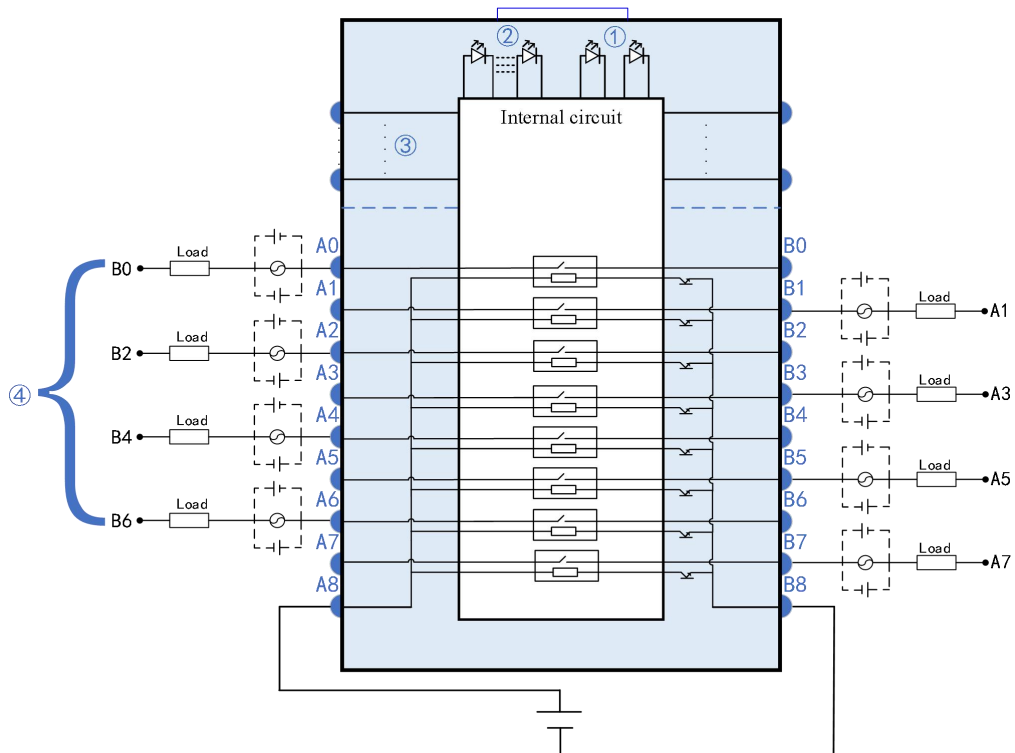 ② ①
Internal circuit
③
A0 B0
B0 Load
A1 B1
Load A1
A2 B2
B2 Load
A3 B3
Load A3
④
A4 B4
B4 Load
A5 B5
Load A5
A6 B6
B6 Load
A7 B7
Load A7
A8 B8